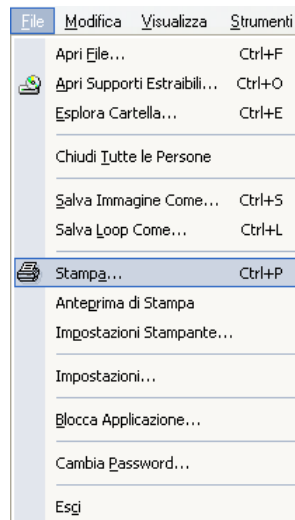 File Modifica Visualizza Strumenti
Apri File... Ctrl+F
Apri Supporti Estraibili... Ctrl+O
Esplora Cartella... Ctrl+E
Chiudi Tutte le Persone
Salva Immagine Come... Ctrl+S
Salva Loop Come... Ctrl+L
Stampa... Ctrl+P
Anteprima di Stampa
Impostazioni Stampante...
Impostazioni...
Blocca Applicazione...
Cambia Password...
Esci